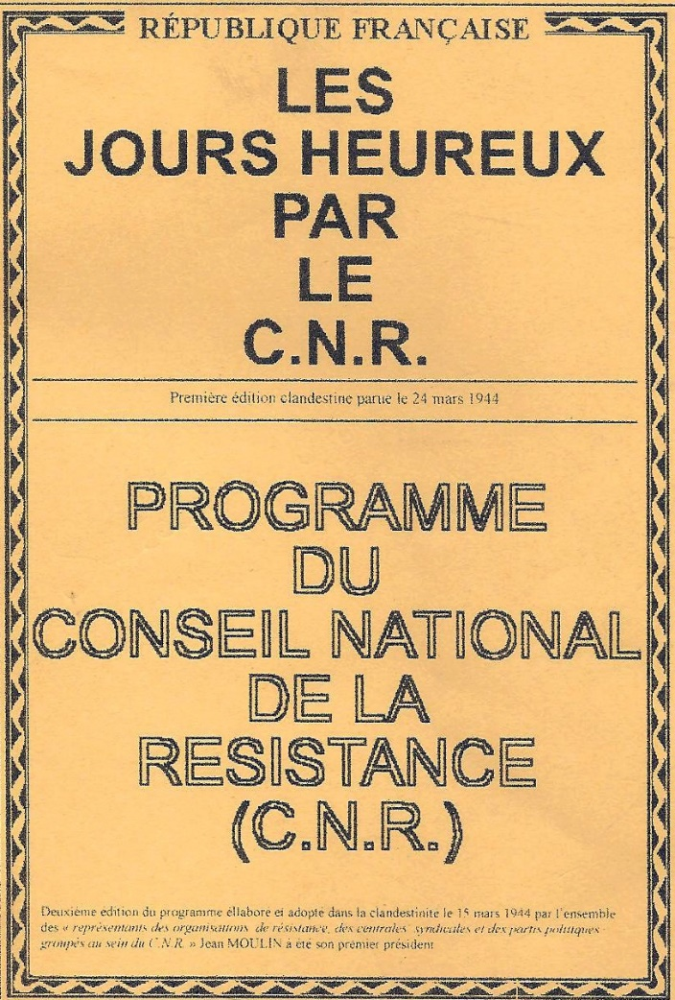 RÉPUBLIQUE FRANÇAISE
LES
JOURS HEUREUX
PAR
LE
C.N.R.
Première édition clandestine parue le 24 mars 1944
PROGRAMME
DU
CONSEIL NATIONAL
DE LA
RESISTANCE
(C.N.R.)
Deuxième édition du programme éllaboré et adopté dans la clandestinité le 15 mars 1944 par l'ensemble
des « représentants des organisations de résistance, des centrales syndicales et des partis politiques
groupés au sein du C.N.R. » Jean MOULIN a été son premier président